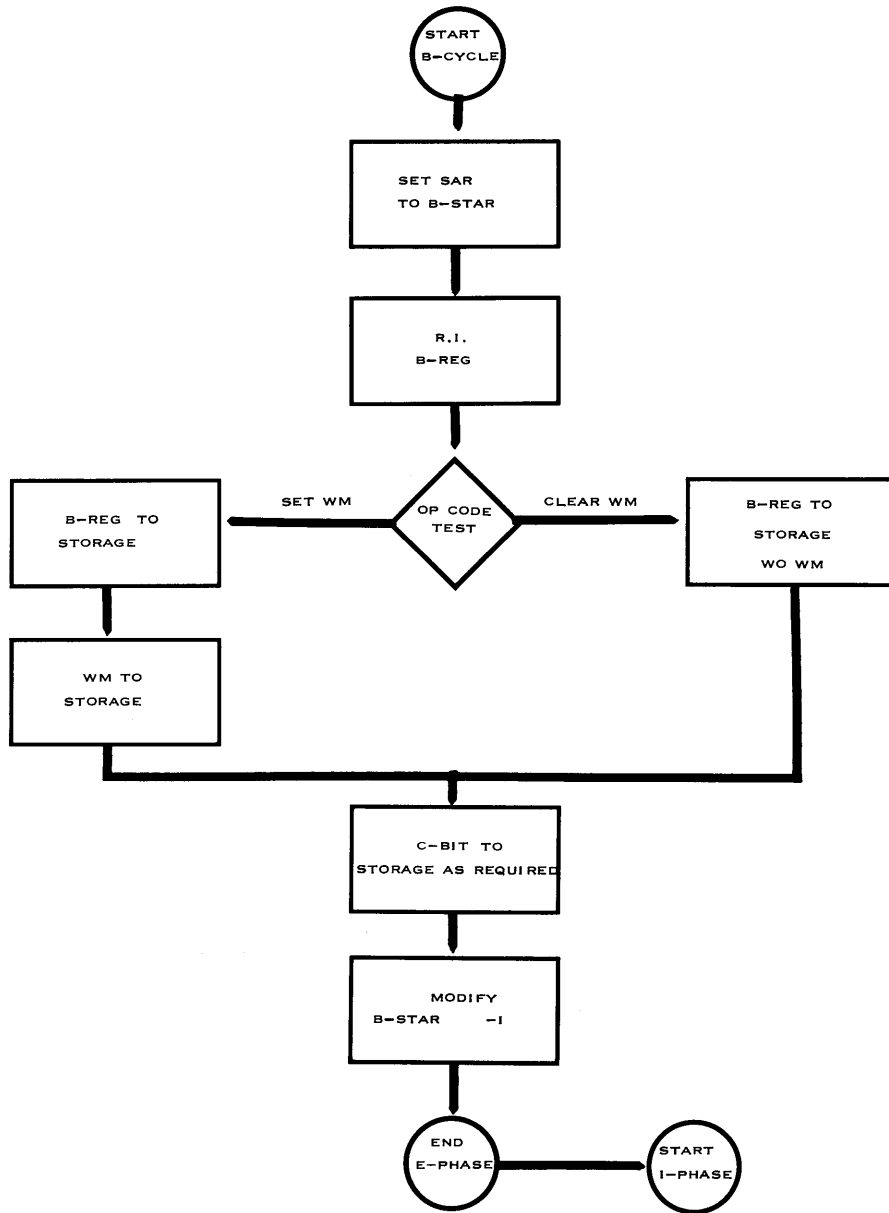 START
B-CYCLE
SET SAR
TO B-STAR
R.I.
B-REG
OP CODE
TEST
SET WM
CLEAR WM
B-REG TO
STORAGE
WM TO
STORAGE
B-REG TO
STORAGE
WO WM
C-BIT TO
STORAGE AS REQUIRED
MODIFY
B-STAR -1
END
E-PHASE
START
I-PHASE